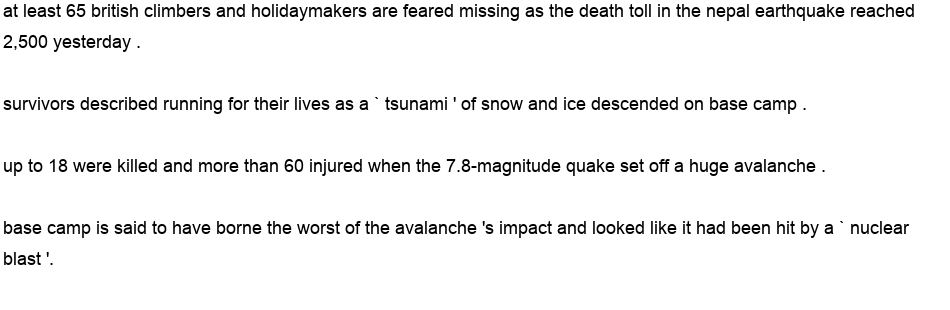 at least 65 british climbers and holidaymakers are feared missing as the death toll in the nepal earthquake reached
2,500 yesterday .
survivors described running for their lives as a ` tsunami ' of snow and ice descended on base camp .
up to 18 were killed and more than 60 injured when the 7.8-magnitude quake set off a huge avalanche .
base camp is said to have borne the worst of the avalanche 's impact and looked like it had been hit by a ` nuclear
blast '.